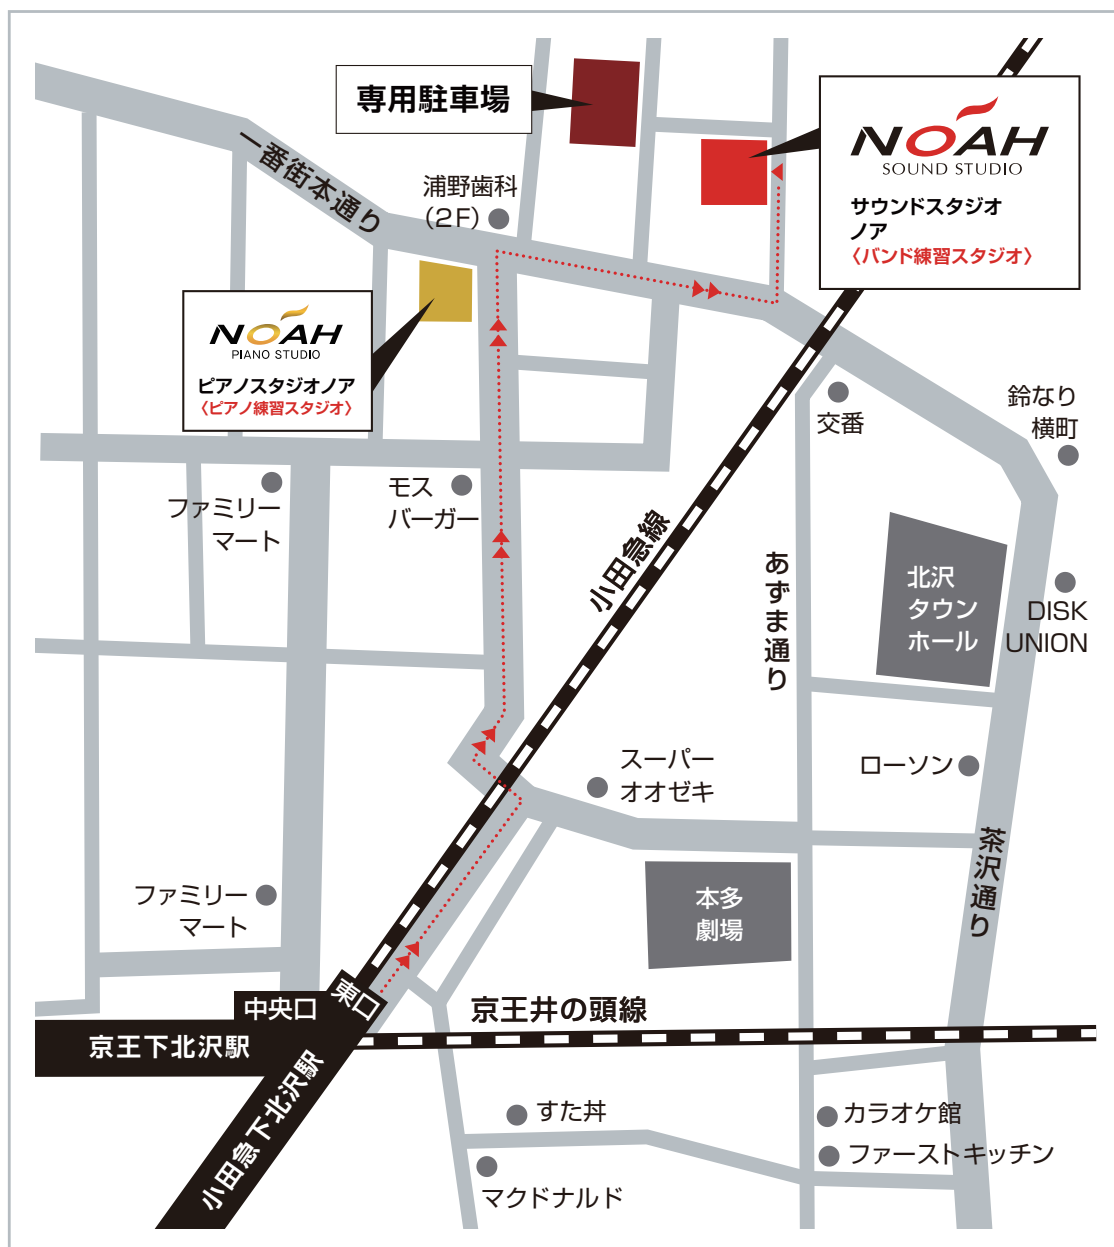 専用駐車場
NOAH
SOUND STUDIO
サウンドスタジオ
ノア
〈バンド練習スタジオ〉
一番街本通り
浦野歯科
(2F)
NOAH
PIANO STUDIO
ピアノスタジオノア
〈ピアノ練習スタジオ〉
交番
鈴なり
横町
ファミリー
マート
モス
バーガー
小田急線
あずま通り
北沢
タウン
ホール
DISK
UNION
スーパー
オオゼキ
ローソン
茶沢通り
ファミリー
マート
本多
劇場
東口
中央口
京王井の頭線
京王下北沢駅
小田急下北沢駅
すた丼
カラオケ館
ファーストキッチン
マクドナルド